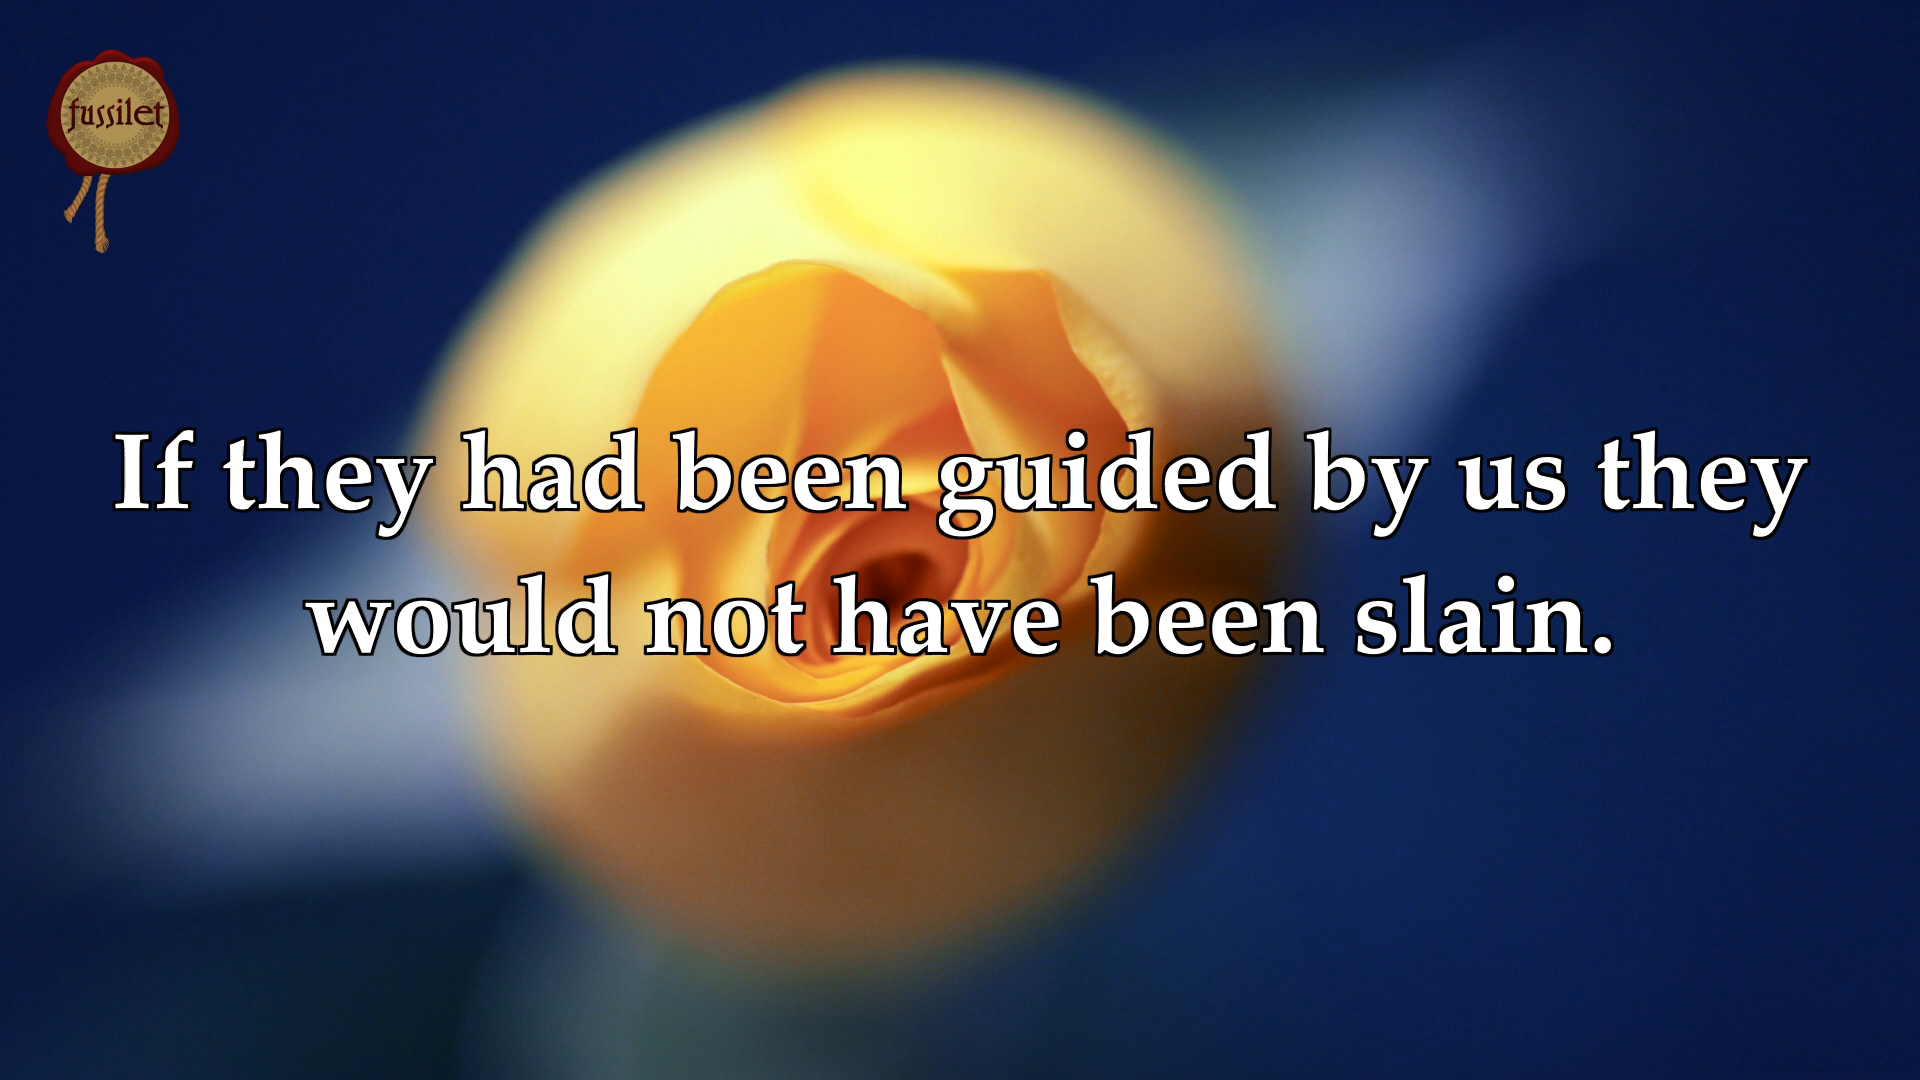 fussilet
If they had been guided by us they
would not have been slain.